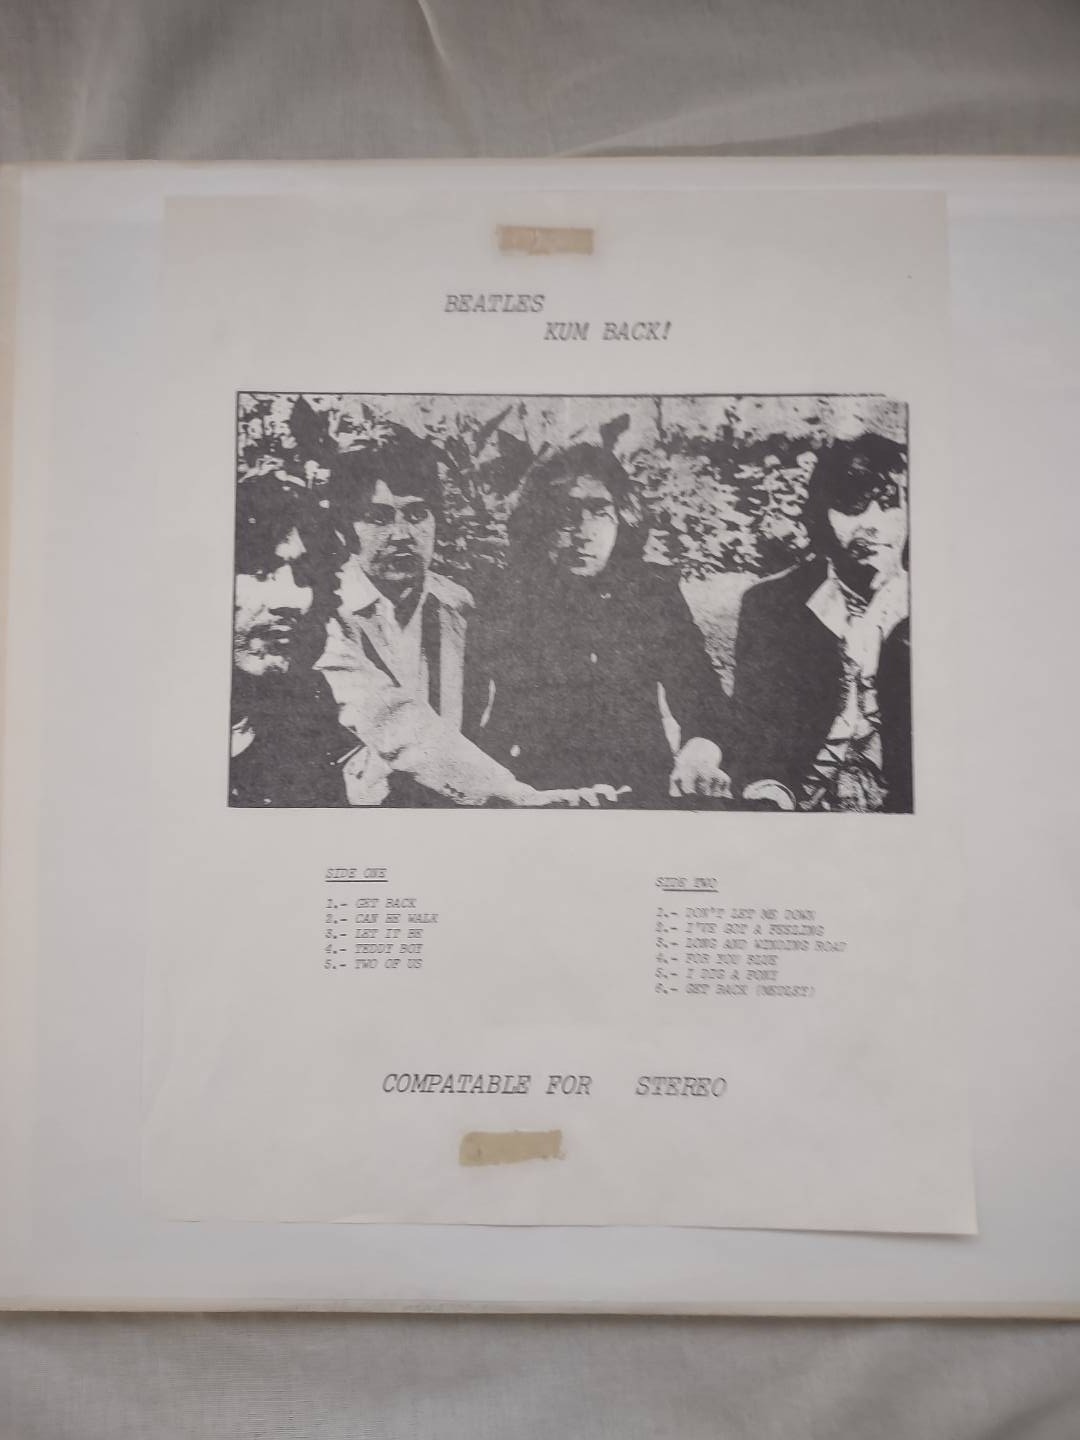 BEATLES
KUM BACK!
SIDE ONE
1.- GET BACK
2.- CAN HE WALK
3.- LET IT BE
4.- TEDDY BOY
5.- TWO OF US
SIDE TWO
1.- DON'T LET ME DOWN
2.- I'VE GOT A FEELING
3.- LONG AND WINDING ROAD
4.- FOR YOU BLUE
5.- I DIG A PONY
6.- GET BACK (MEDLEY)
COMPATABLE FOR STEREO